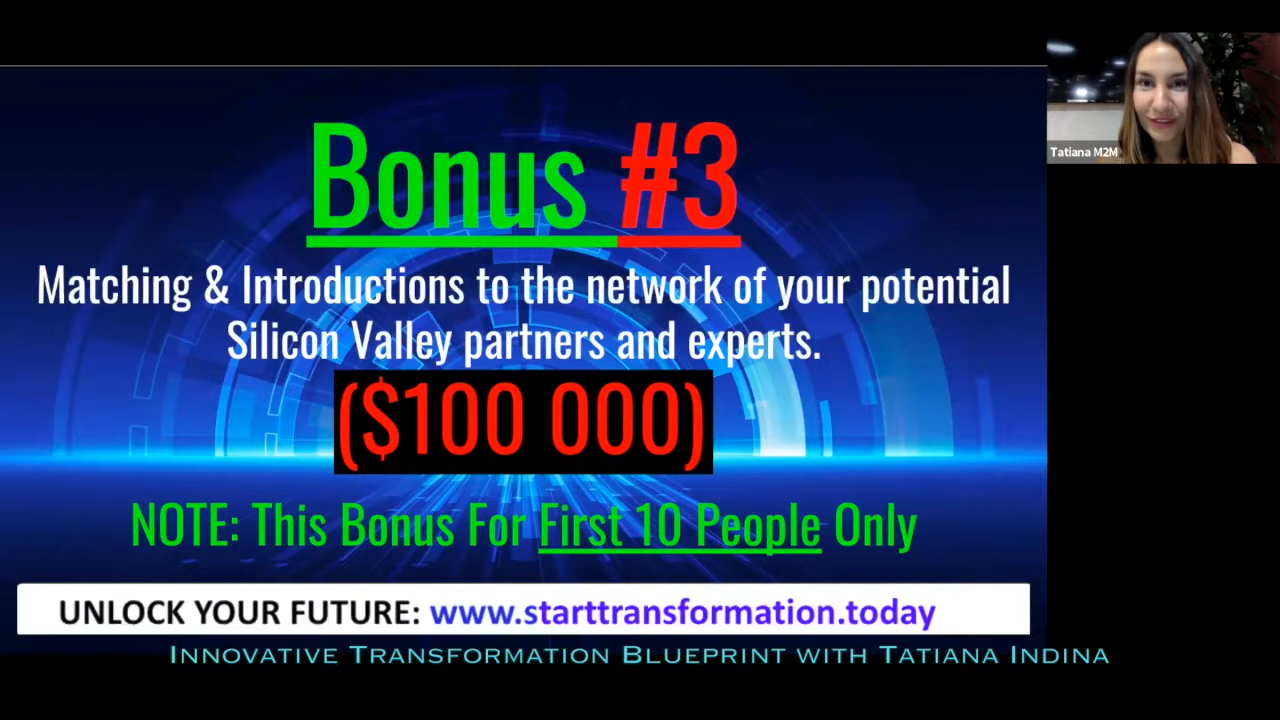 Bonus #3
Matching & Introductions to the network of your potential
Silicon Valley partners and experts.
($100 000)
NOTE: This Bonus For First 10 People Only
UNLOCK YOUR FUTURE: www.starttransformation.today
INNOVATIVE TRANSFORMATION BLUEPRINT WITH TATIANA INDINA
Tatiana M2M